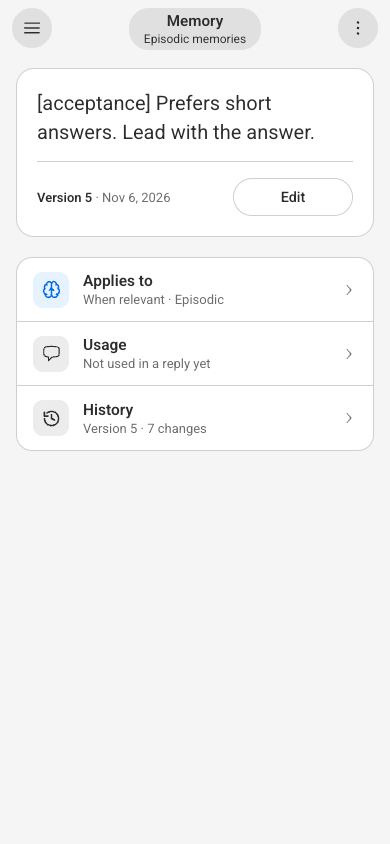 Memory
Episodic memories
[acceptance] Prefers short
answers. Lead with the answer.
Version 5 · Nov 6, 2026
Edit
Applies to
When relevant · Episodic
Usage
Not used in a reply yet
History
Version 5 · 7 changes